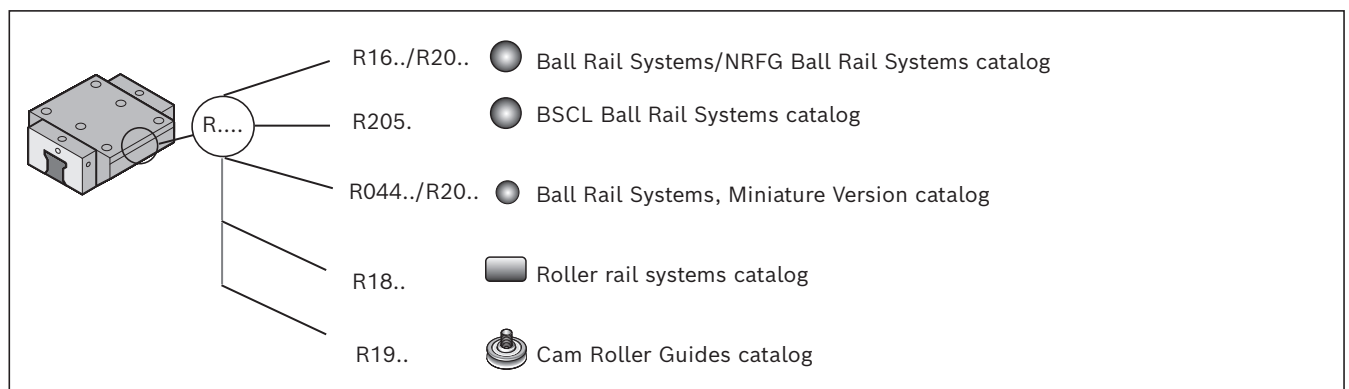 R16../R20.. Ball Rail Systems/NRFG Ball Rail Systems catalog
R.... R205. BSCL Ball Rail Systems catalog
R044../R20.. Ball Rail Systems, Miniature Version catalog
R18.. Roller rail systems catalog
R19.. Cam Roller Guides catalog